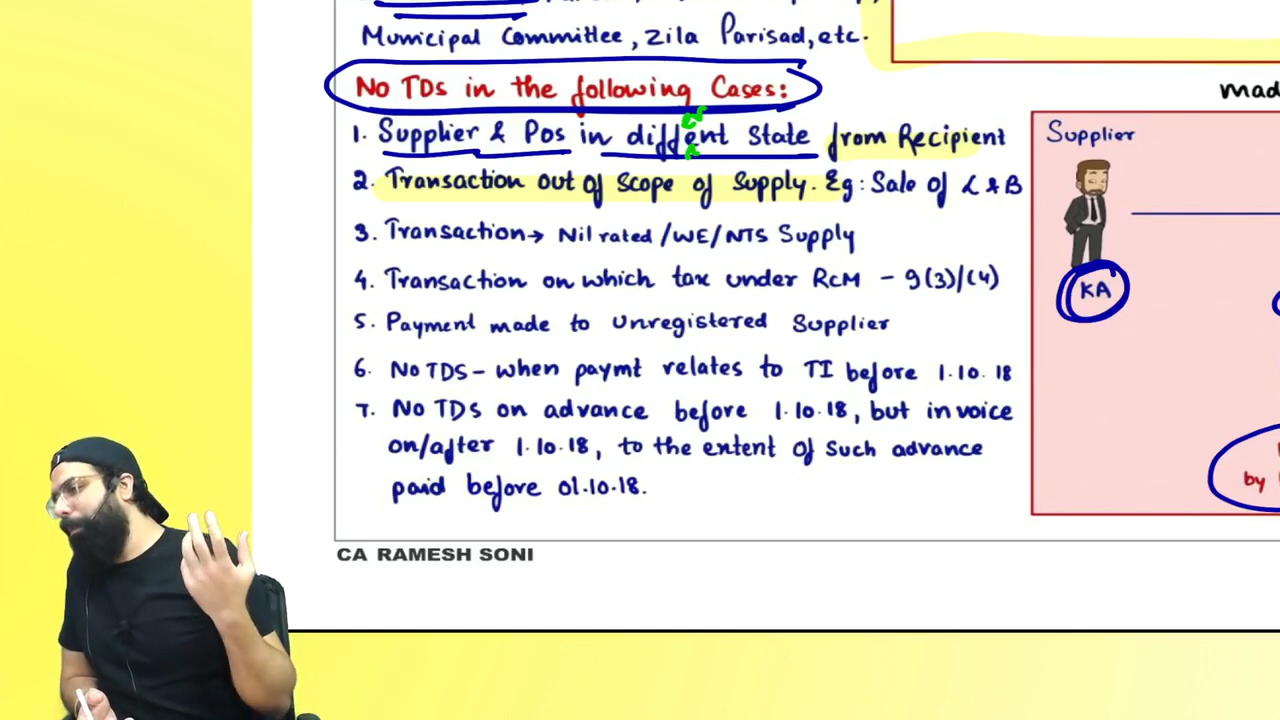 Municipal Committee, Zila Parisad, etc.
No TDS in the following Cases:
1. Supplier & Pos in different State from Recipient
2. Transaction out of Scope of Supply. Eg: Sale of L & B
3. Transaction → Nil rated/WE/NTS Supply
4. Transaction on which tax under RCM - 9(3)/(4)
5. Payment made to Unregistered Supplier
6. No TDS - when paymt relates to TI before 1.10.18
7. No TDS on advance before 1.10.18, but invoice
on/after 1.10.18, to the extent of such advance
paid before 01.10.18.
CA RAMESH SONI
mad
Supplier
KA
by